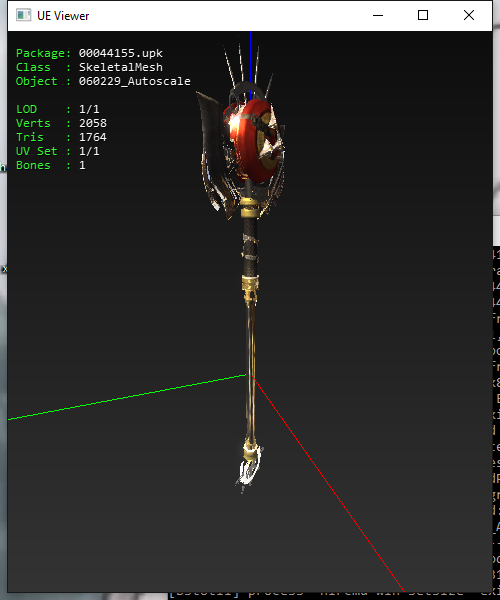 UE Viewer
Package: 00044155.upk
Class : SkeletalMesh
Object : 060229_Autoscale
LOD : 1/1
Verts : 2058
Tris : 1764
UV Set : 1/1
Bones : 1